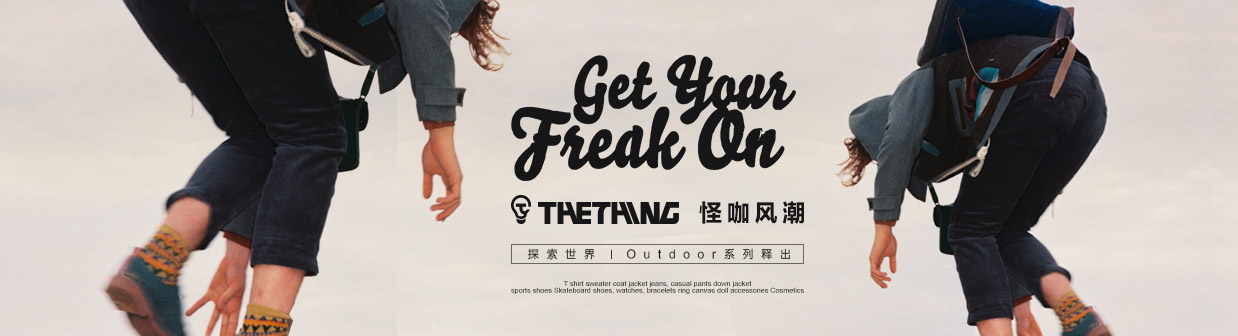 Get Your
Freak On
THETHING 怪咖风潮
探索世界 | Outdoor系列释出
T shirt sweater coat jacket jeans, casual pants down jacket
sports shoes Skateboard shoes, watches, bracelets ring canvas doll accessories Cosmetics